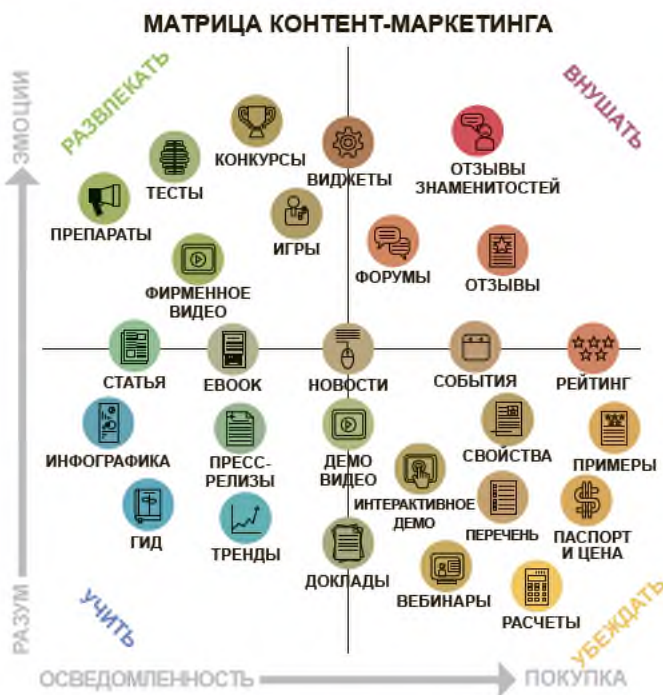 МАТРИЦА КОНТЕНТ-МАРКЕТИНГА
ЭМОЦИИ
РАЗВЛЕКАТЬ
ВНУШАТЬ
КОНКУРСЫ
ТЕСТЫ
ВИДЖЕТЫ
ОТЗЫВЫ
ЗНАМЕНИТОСТЕЙ
ПРЕПАРАТЫ
ИГРЫ
ФОРУМЫ
ОТЗЫВЫ
ФИРМЕННОЕ
ВИДЕО
СТАТЬЯ
EBOOK
НОВОСТИ
СОБЫТИЯ
РЕЙТИНГ
ИНФОГРАФИКА
ПРЕСС-
РЕЛИЗЫ
ДЕМО
ВИДЕО
СВОЙСТВА
ПРИМЕРЫ
ИНТЕРАКТИВНОЕ
ДЕМО
ГИД
ТРЕНДЫ
ПЕРЕЧЕНЬ
ПАСПОРТ
И ЦЕНА
ДОКЛАДЫ
ВЕБИНАРЫ
РАСЧЕТЫ
РАЗУМ
УЧИТЬ
УБЕЖДАТЬ
ОСВЕДОМЛЕННОСТЬ
ПОКУПКА